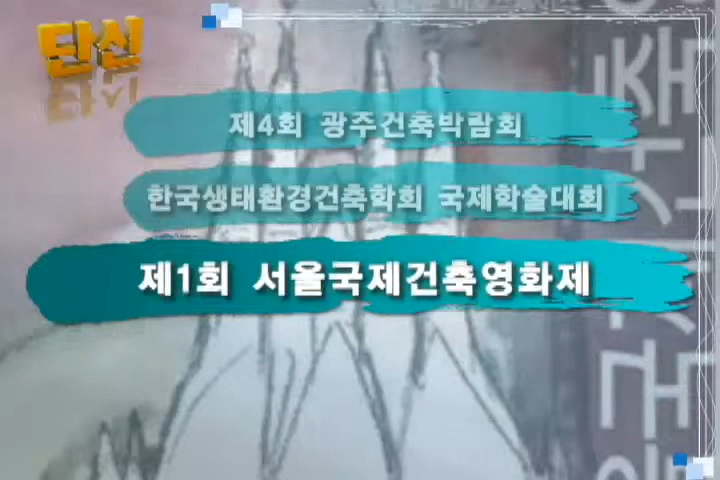 단신
제4회 광주건축박람회
한국생태환경건축학회 국제학술대회
제1회 서울국제건축영화제